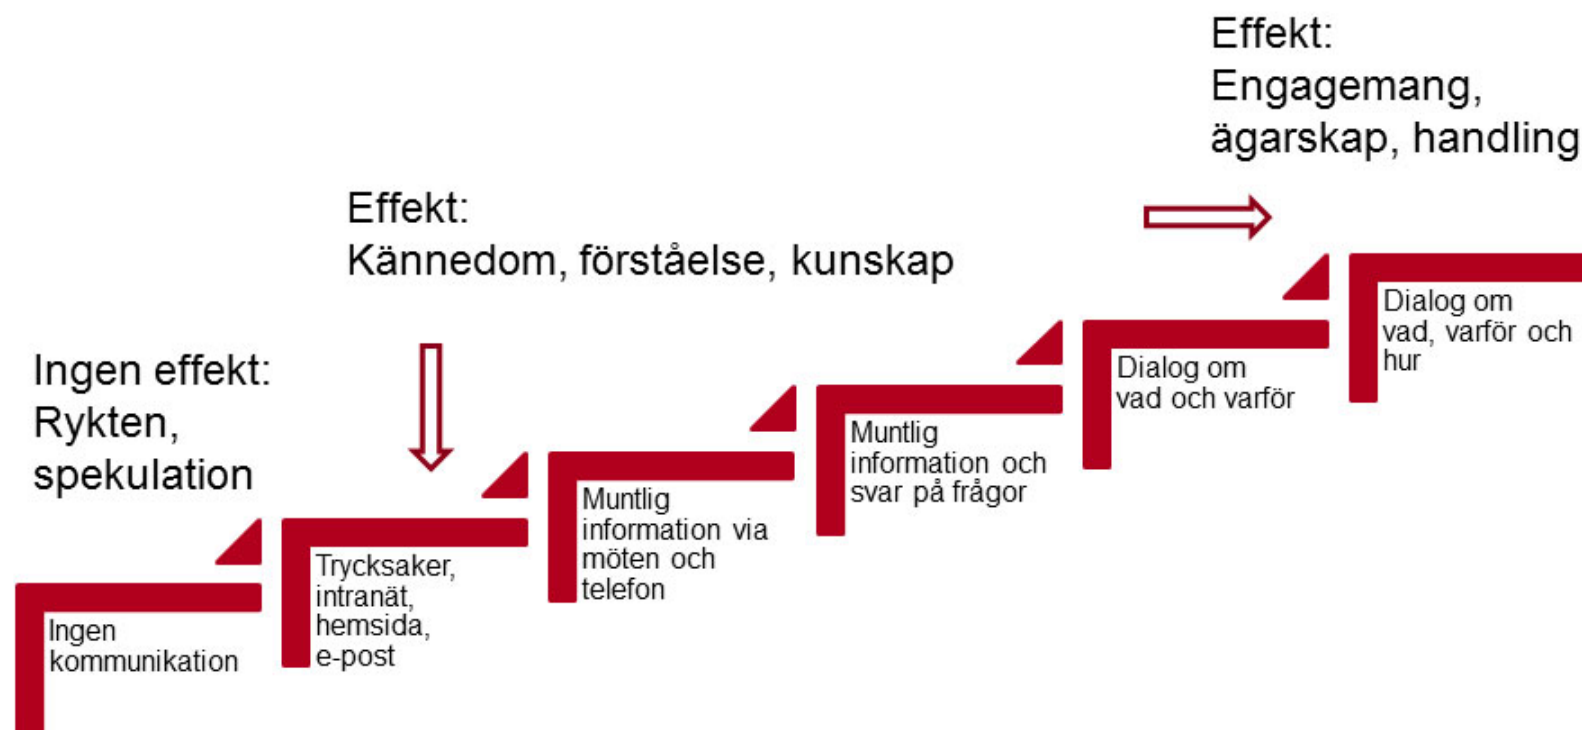 Effekt:
Engagemang,
ägarskap, handling
Effekt:
Kännedom, förståelse, kunskap
Ingen effekt:
Rykten,
spekulation
Ingen
kommunikation
Trycksaker,
intranät,
hemsida,
e-post
Muntlig
information via
möten och
telefon
Muntlig
information och
svar på frågor
Dialog om
vad och varför
Dialog om
vad, varför och
hur